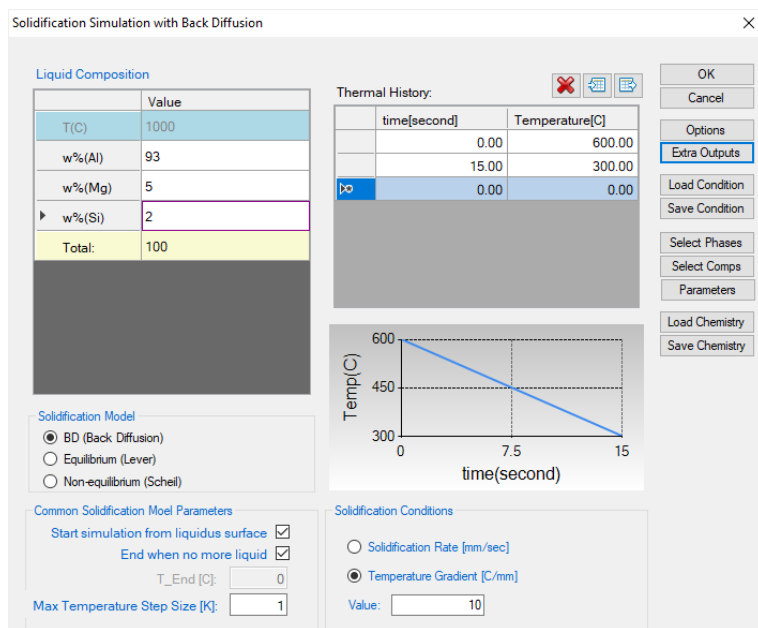 Solidification Simulation with Back Diffusion
Liquid Composition
Value
T(C) 1000
w%(Al) 93
w%(Mg) 5
w%(Si) 2
Total: 100
Thermal History:
time[second] Temperature[C]
0.00 600.00
15.00 300.00
0.00 0.00
OK
Cancel
Options
Extra Outputs
Load Condition
Save Condition
Select Phases
Select Comps
Parameters
Load Chemistry
Save Chemistry
600
450
300
Temp(C)
0 7.5 15
time(second)
Solidification Model
BD (Back Diffusion)
Equilibrium (Lever)
Non-equilibrium (Scheil)
Common Solidification Moel Parameters
Start simulation from liquidus surface
End when no more liquid
T_End [C]: 0
Max Temperature Step Size [K]: 1
Solidification Conditions
Solidification Rate [mm/sec]
Temperature Gradient [C/mm]
Value: 10